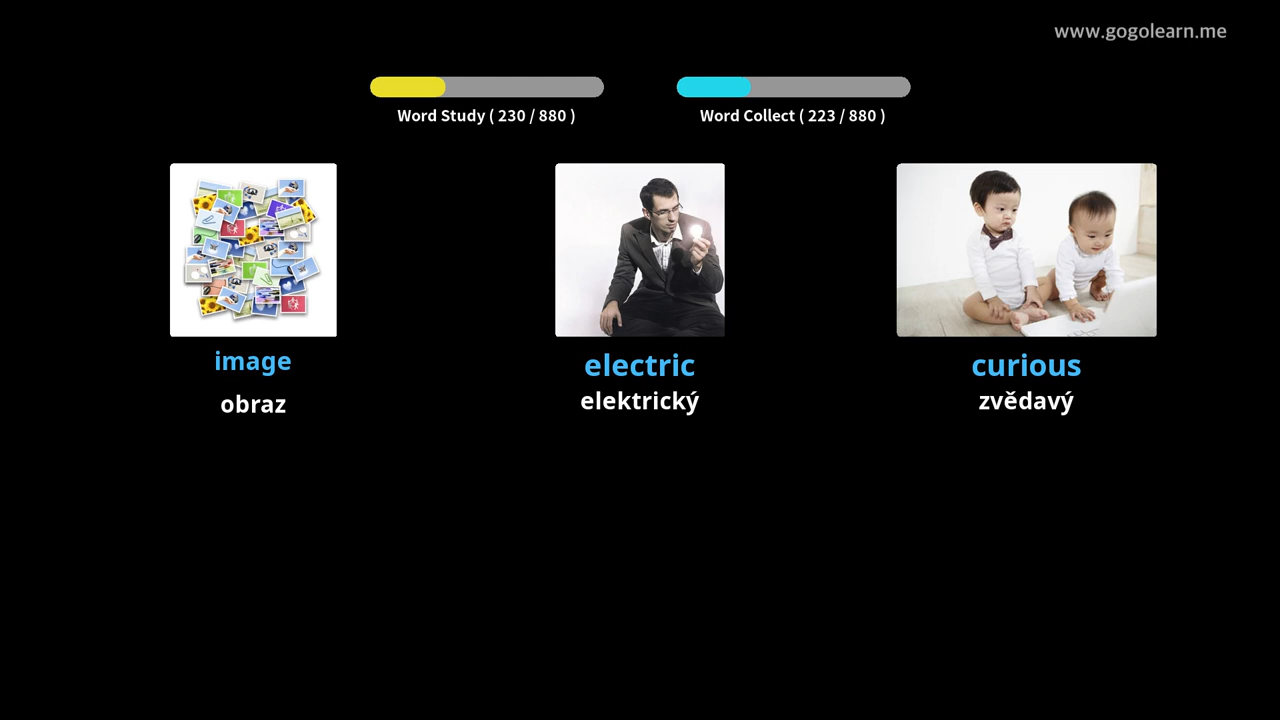 www.gogolearn.me
Word Study ( 230 / 880 )
Word Collect ( 223 / 880 )
image
obraz
electric
elektrický
curious
zvědavý